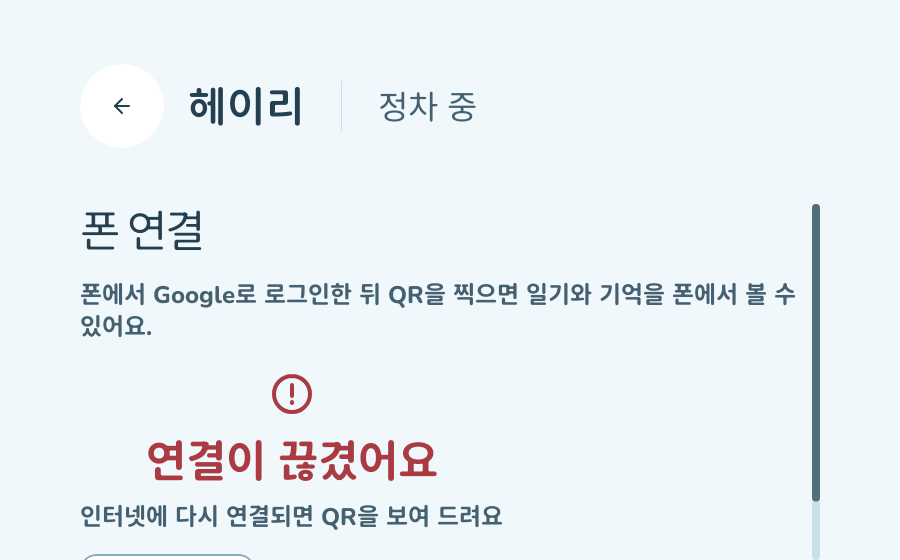 헤이리
정차 중
폰 연결
폰에서 Google로 로그인한 뒤 QR을 찍으면 일기와 기억을 폰에서 볼 수
있어요.
연결이 끊겼어요
인터넷에 다시 연결되면 QR을 보여 드려요